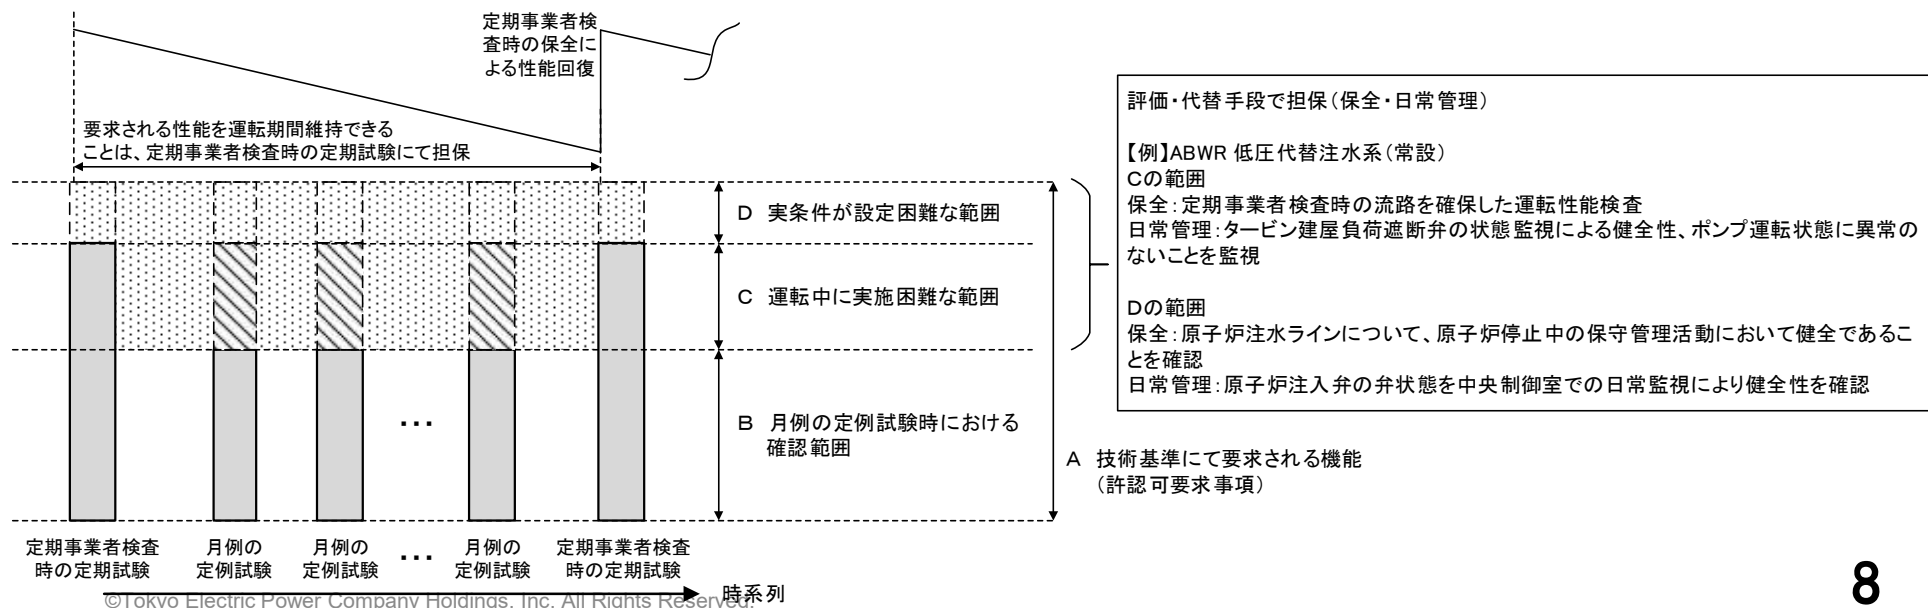 定期事業者検
査時の保全に
よる性能回復
要求される性能を運転期間維持できる
ことは、定期事業者検査時の定期試験にて担保
D 実条件が設定困難な範囲
C 運転中に実施困難な範囲
B 月例の定例試験時における
確認範囲
A 技術基準にて要求される機能
(許認可要求事項)
評価・代替手段で担保(保全・日常管理)
【例】ABWR 低圧代替注水系(常設)
Cの範囲
保全:定期事業者検査時の流路を確保した運転性能検査
日常管理:タービン建屋負荷遮断弁の状態監視による健全性、ポンプ運転状態に異常の
ないことを監視
Dの範囲
保全:原子炉注水ラインについて、原子炉停止中の保守管理活動において健全であるこ
とを確認
日常管理:原子炉注入弁の弁状態を中央制御室での日常監視により健全性を確認
…
定期事業者検査
時の定期試験
月例の
定例試験
月例の
定例試験
…
月例の
定例試験
定期事業者検査
時の定期試験
時系列
©Tokyo Electric Power Company Holdings, Inc. All Rights Reserved.
8